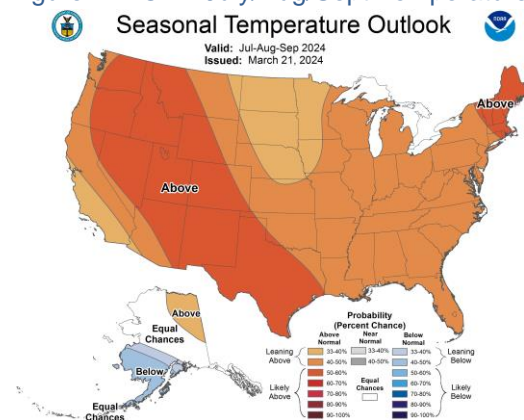 Seasonal Temperature Outlook
Valid: Jul-Aug-Sep 2024
Issued: March 21, 2024
NOAA
Above
Above
Above
Equal
Chances
Below
Equal
Chances
Probability
(Percent Chance)
Above
Normal
Near
Normal
Below
Normal
Leaning
Above
33-40%
40-50%
33-40%
40-50%
33-40%
40-50%
Leaning
Below
Likely
Above
50-60%
60-70%
70-80%
80-90%
90-100%
Equal
Chances
50-60%
60-70%
70-80%
80-90%
90-100%
Likely
Below